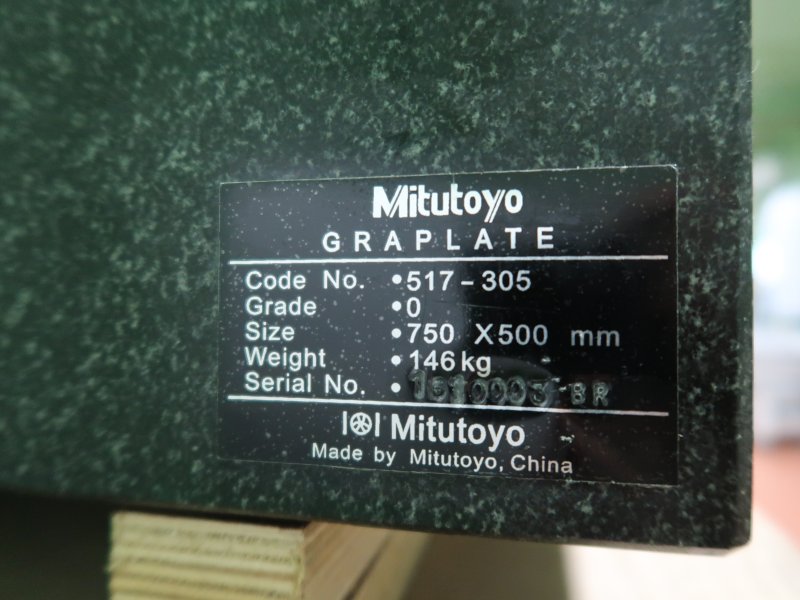 Mitutoyo
GRAPLATE
Code No. •517-305
Grade •0
Size •750 X500 mm
Weight •146kg
Serial No. •
Mitutoyo
Made by Mitutoyo, China